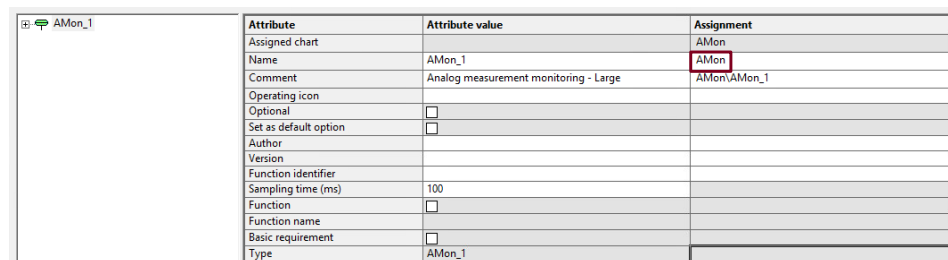 AMon_1
Attribute Attribute value Assignment
Assigned chart AMon
Name AMon_1 AMon
Comment Analog measurement monitoring - Large AMon\AMon_1
Operating icon
Optional
Set as default option
Author
Version
Function identifier
Sampling time (ms) 100
Function
Function name
Basic requirement
Type AMon_1